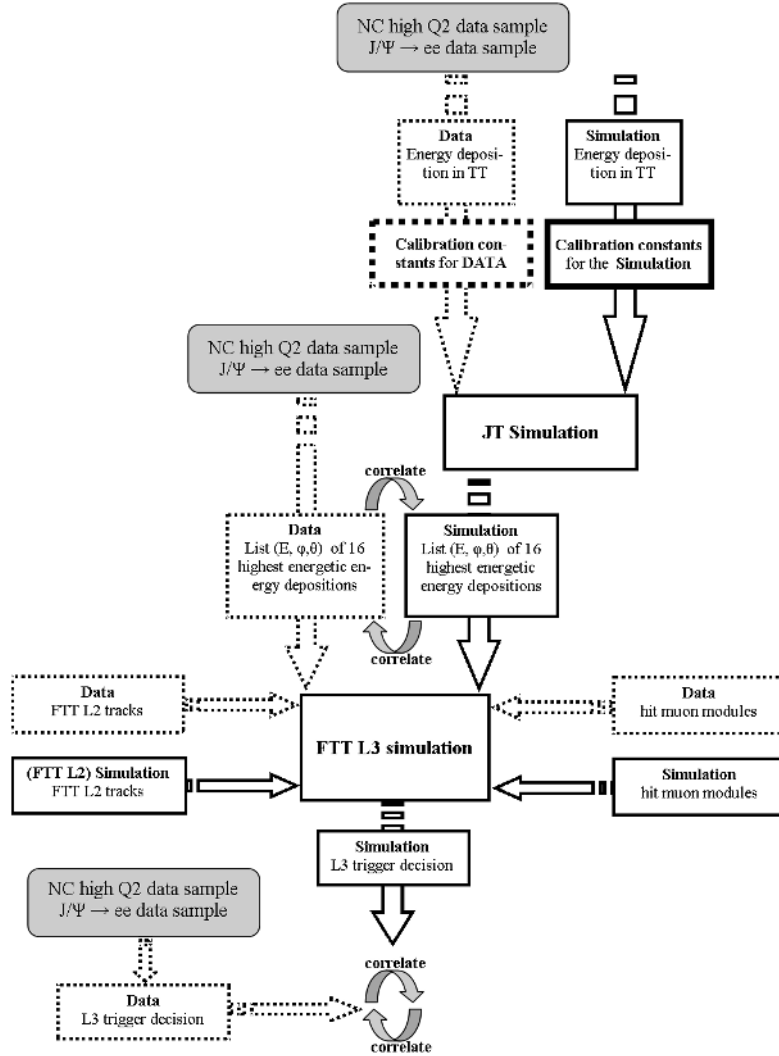 NC high Q2 data sample
J/Ψ → ee data sample
Data
Energy deposi-
tion in TT
Simulation
Energy deposi-
tion in TT
Calibration con-
stants for DATA
Calibration constants
for the Simulation
NC high Q2 data sample
J/Ψ → ee data sample
JT Simulation
correlate
Data
List (E, φ,θ) of 16
highest energetic en-
ergy depositions
Simulation
List (E, φ,θ) of 16
highest energetic
energy depositions
correlate
Data
FTT L2 tracks
FTT L3 simulation
Data
hit muon modules
(FTT L2) Simulation
FTT L2 tracks
Simulation
hit muon modules
Simulation
L3 trigger decision
NC high Q2 data sample
J/Ψ → ee data sample
correlate
Data
L3 trigger decision
correlate